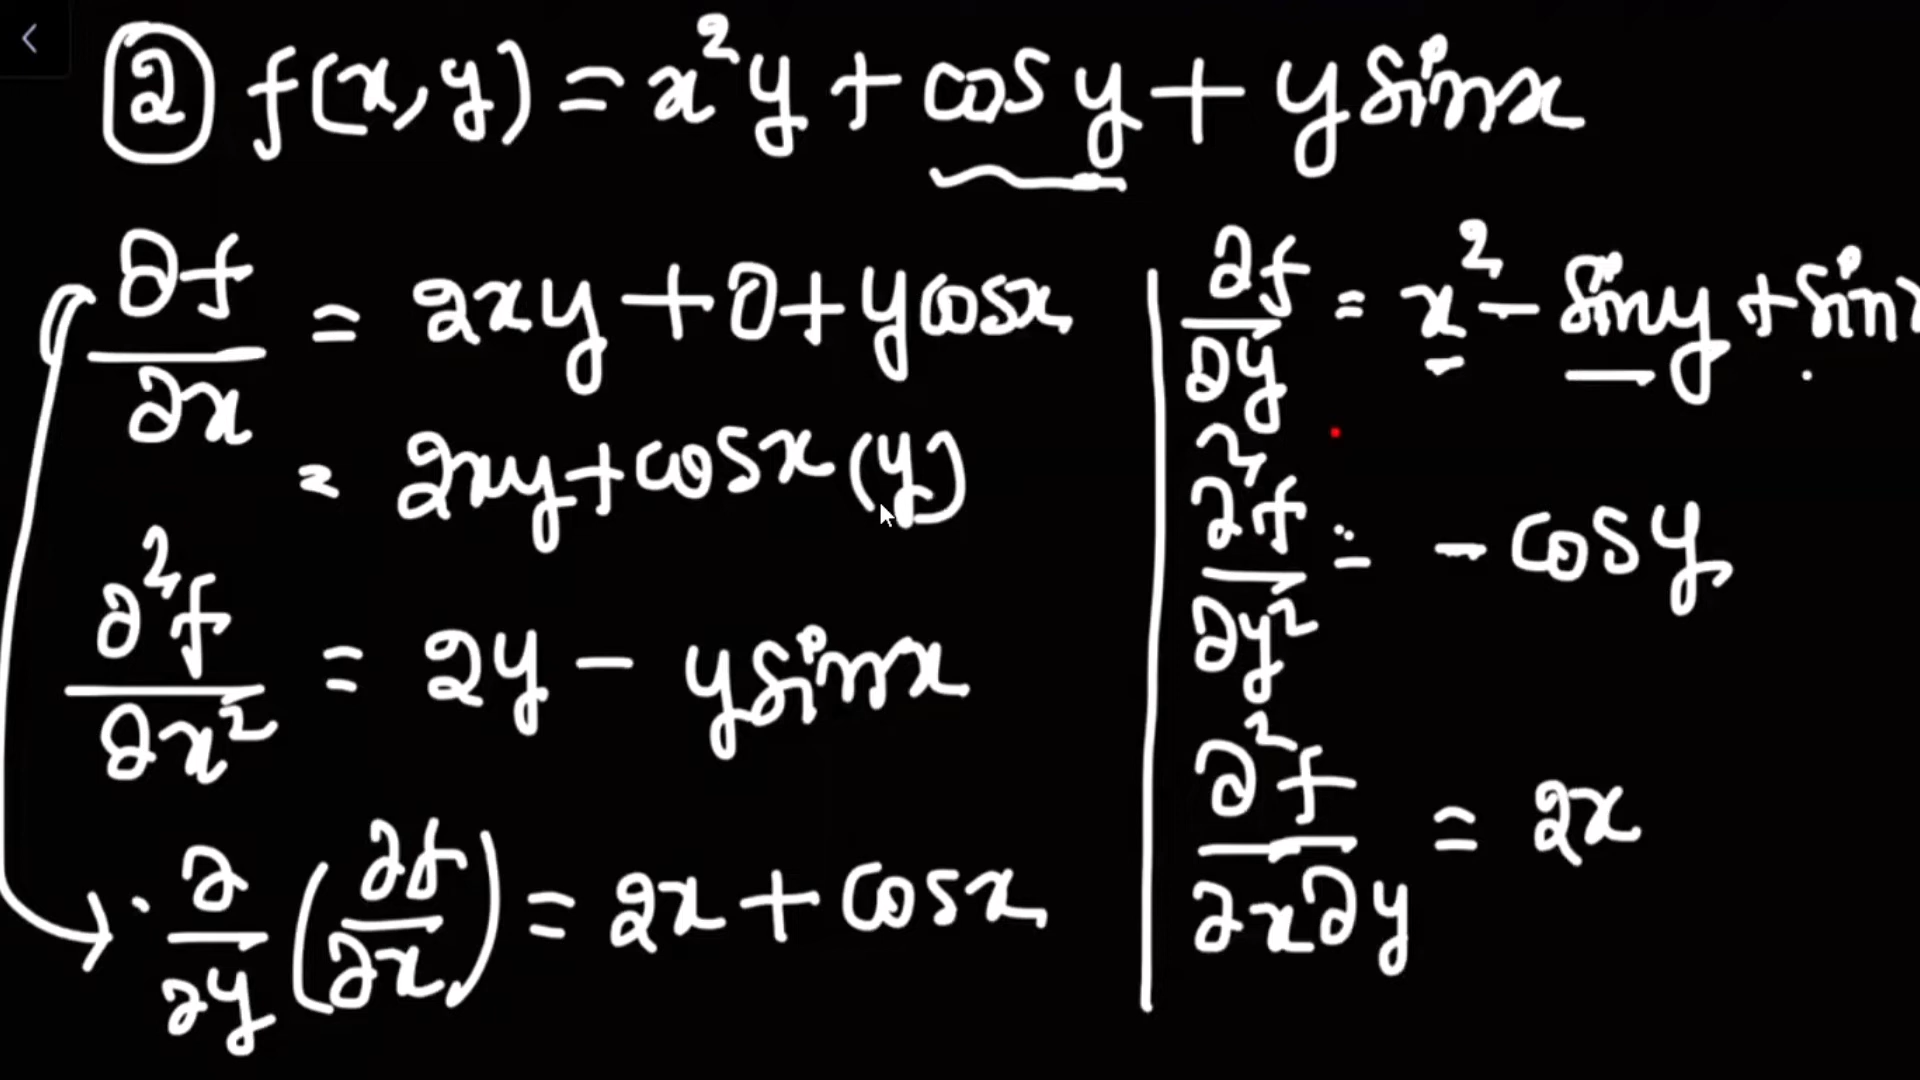 ② f(x,y) = x²y + cos y + y sinx
∂f/∂x = 2xy + 0 + y cosx
= 2xy + cosx (y)
∂²f/∂x² = 2y - y sinx
∂/∂y (∂f/∂x) = 2x + cosx
∂f/∂y = x² - sin y + sinx
∂²f/∂y² = - cos y
∂²f/∂x∂y = 2x